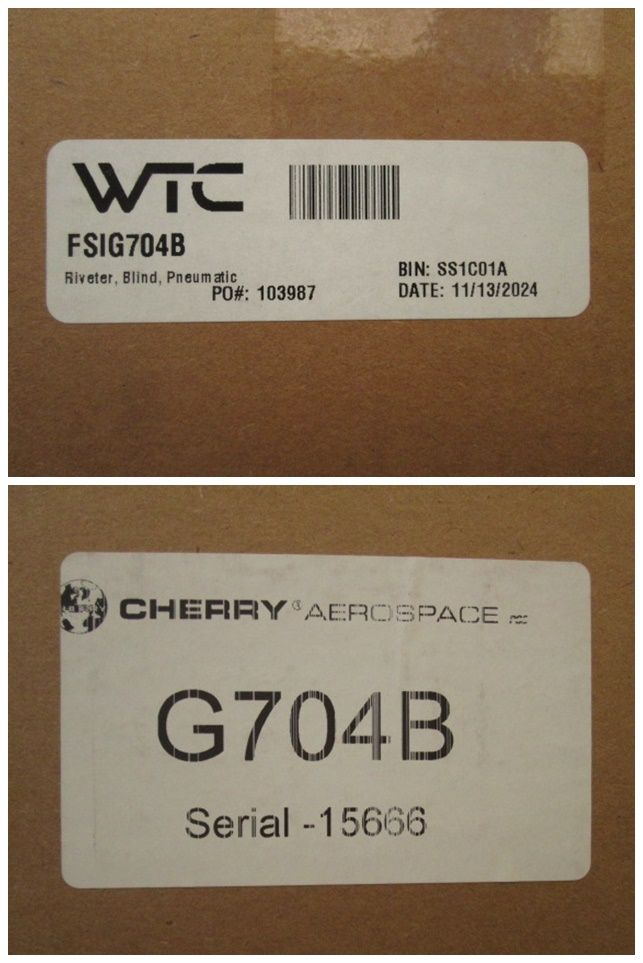 WTC
FSIG704B
Riveter, Blind, Pneumatic
PO#: 103987
BIN: SS1C01A
DATE: 11/13/2024
CHERRY® AEROSPACE
G704B
Serial -15666